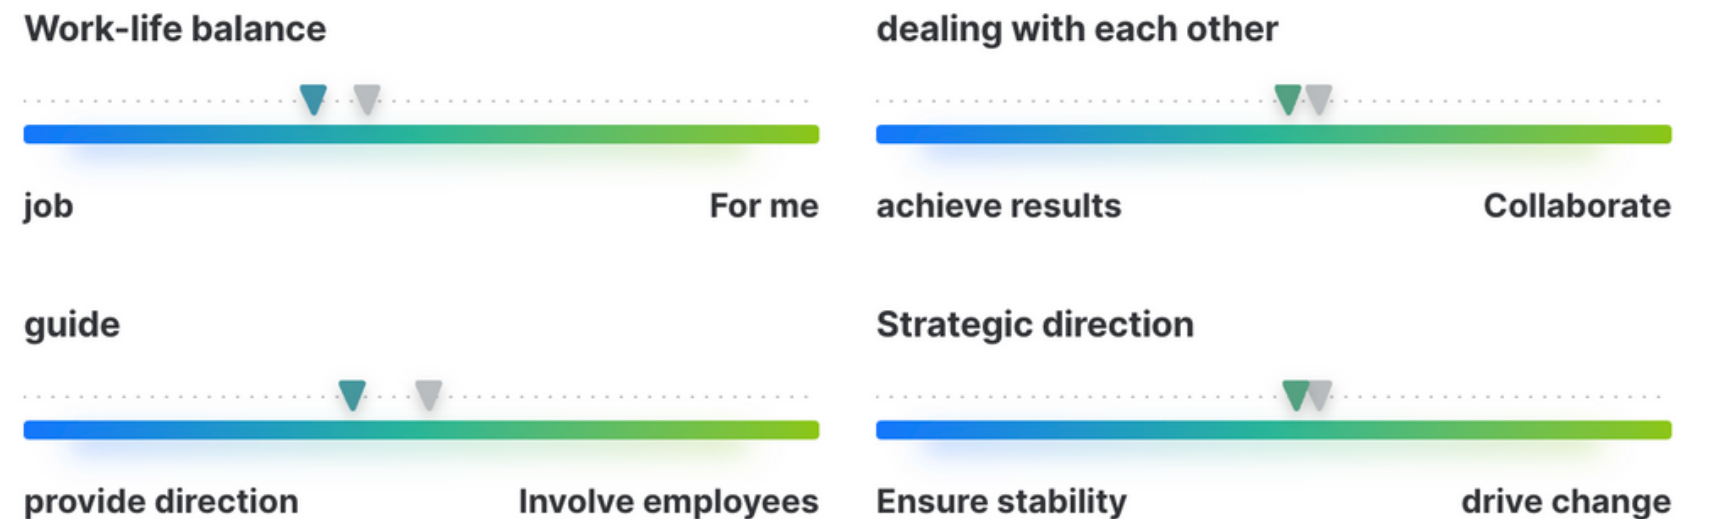 Work-life balance
dealing with each other
job
For me
achieve results
Collaborate
guide
Strategic direction
provide direction
Involve employees
Ensure stability
drive change